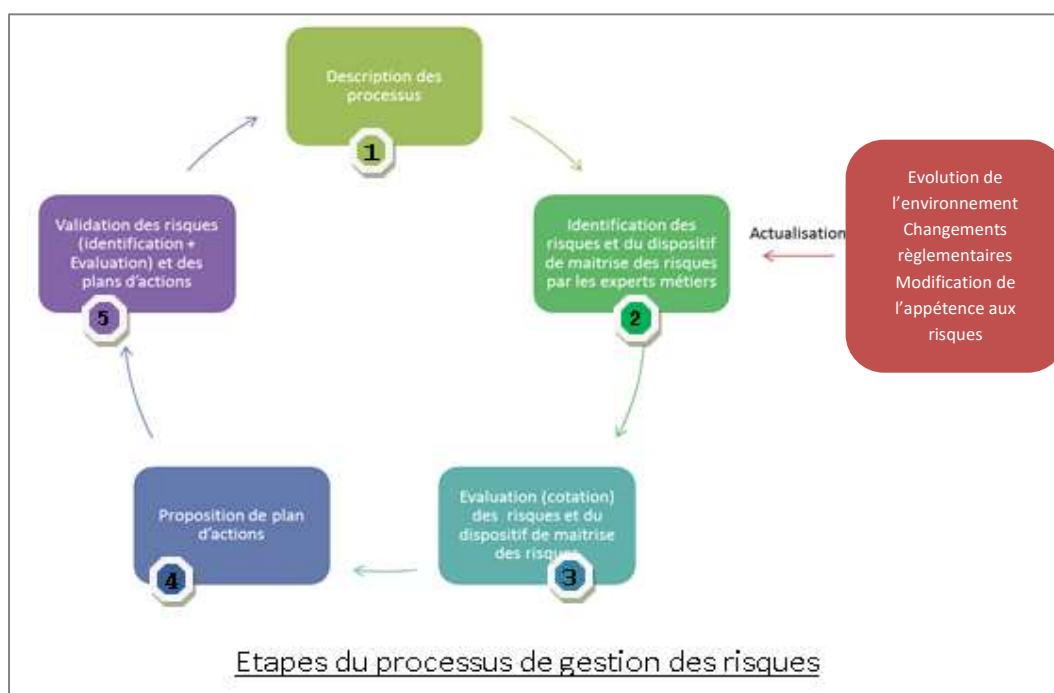 Description des
processus
1
Identification des
risques et du dispositif
de maitrise des risques
par les experts métiers
2
Actualisation
Evolution de
l'environnement
Changements
règlementaires
Modification de
l'appétence aux
risques
Evaluation (cotation)
des risques et du
dispositif de maitrise
des risques
3
Proposition de plan
d'actions
4
Validation des risques
(identification +
Evaluation) et des
plans d'actions
5
Etapes du processus de gestion des risques